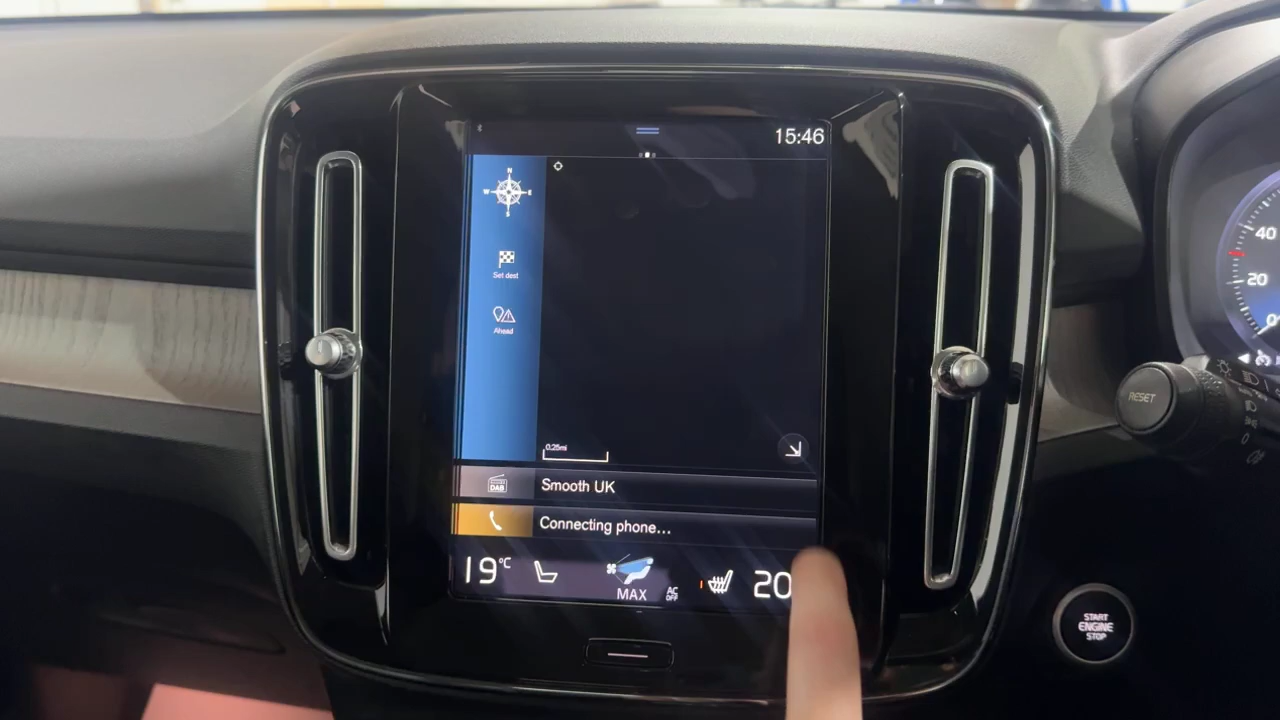 15:46
N
W E
S
Set dest
Ahead
0.25mi
DAB
Smooth UK
Connecting phone...
19°C
MAX
AC
OFF
20
40
20
0
RESET
START
ENGINE
STOP